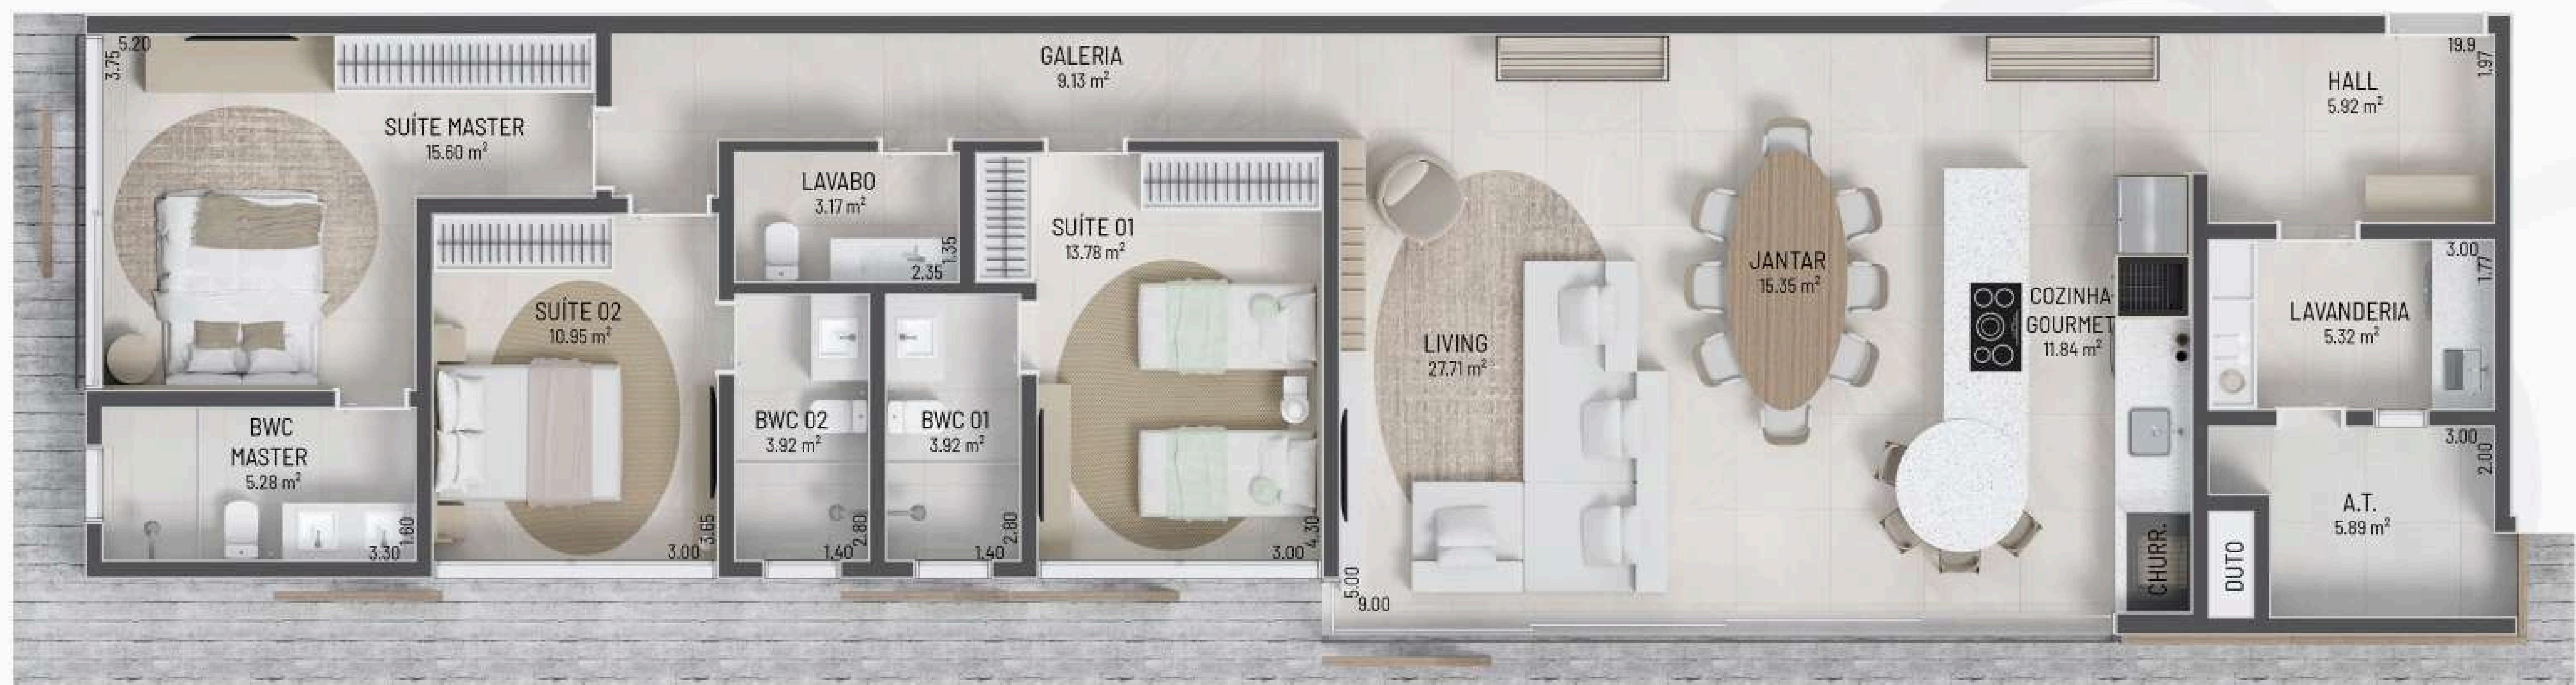 5.20
3.75
SUÍTE MASTER
15.60 m²
GALERIA
9.13 m²
19.9
1.97
HALL
5.92 m²
LAVABO
3.17 m²
1.35
2.35
SUÍTE 01
13.78 m²
SUÍTE 02
10.95 m²
JANTAR
15.35 m²
COZINHA
GOURMET
11.84 m²
3.00
1.77
LAVANDERIA
5.32 m²
LIVING
27.71 m²
BWC
MASTER
5.28 m²
1.60
3.30
3.65
3.00
BWC 02
3.92 m²
2.80
1.40
BWC 01
3.92 m²
2.80
1.40
4.30
3.00
5.00
9.00
CHURR.
DUTO
3.00
2.00
A.T.
5.89 m²